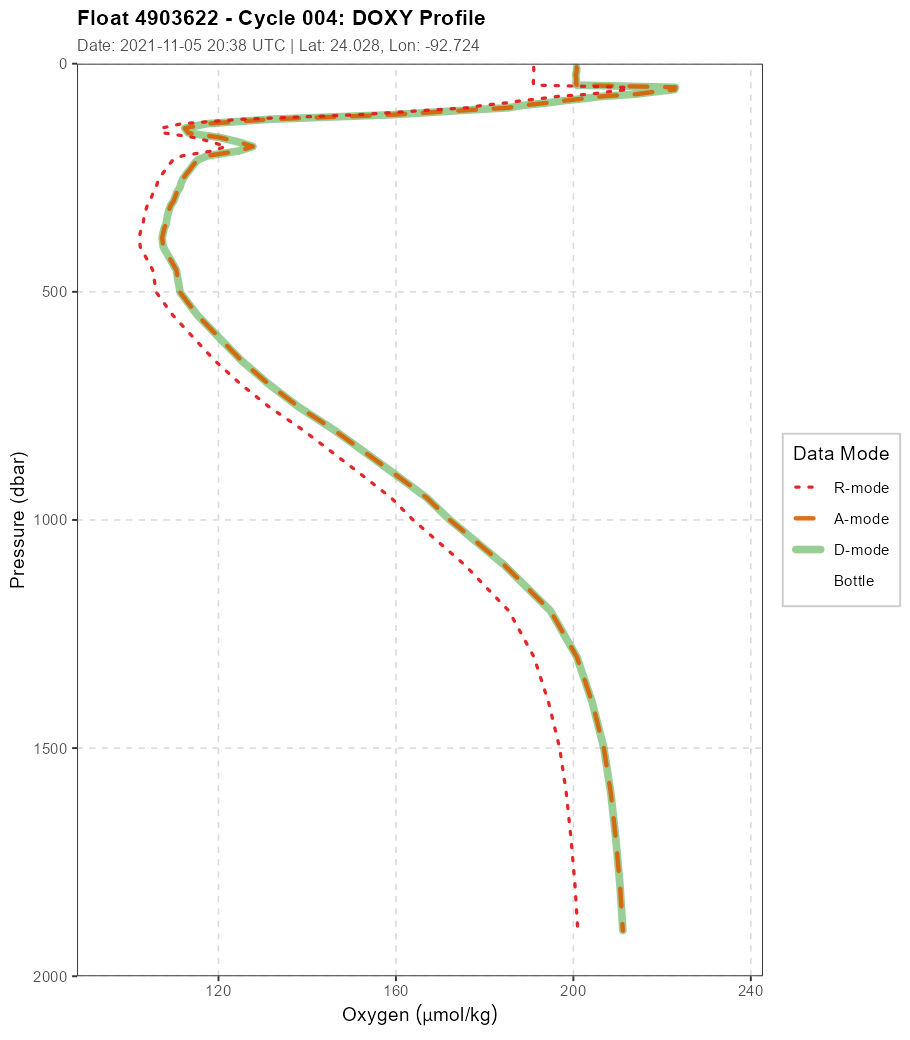 Float 4903622 - Cycle 004: DOXY Profile
Date: 2021-11-05 20:38 UTC | Lat: 24.028, Lon: -92.724
0
500
1000
1500
2000
Pressure (dbar)
120 160 200 240
Oxygen (μmol/kg)
Data Mode
R-mode
A-mode
D-mode
Bottle